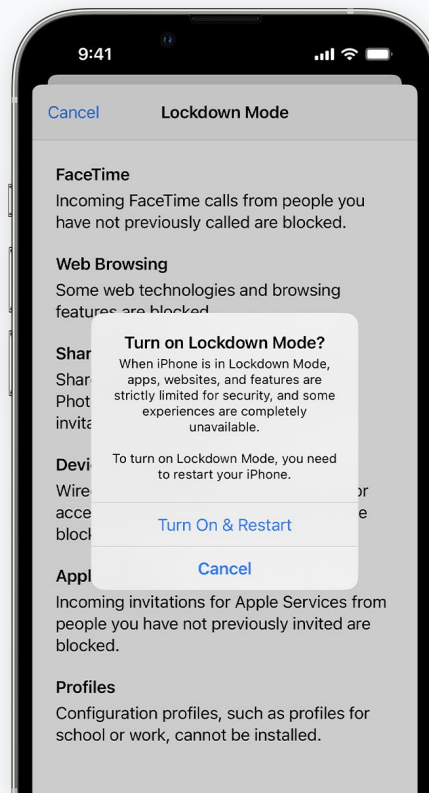 9:41
Cancel
Lockdown Mode
FaceTime
Incoming FaceTime calls from people you
have not previously called are blocked.
Web Browsing
Some web technologies and browsing
features are blocked
Turn on Lockdown Mode?
When iPhone is in Lockdown Mode,
apps, websites, and features are
strictly limited for security, and some
experiences are completely
unavailable.
To turn on Lockdown Mode, you need
to restart your iPhone.
Turn On & Restart
Cancel
Incoming invitations for Apple Services from
people you have not previously invited are
blocked.
Profiles
Configuration profiles, such as profiles for
school or work, cannot be installed.